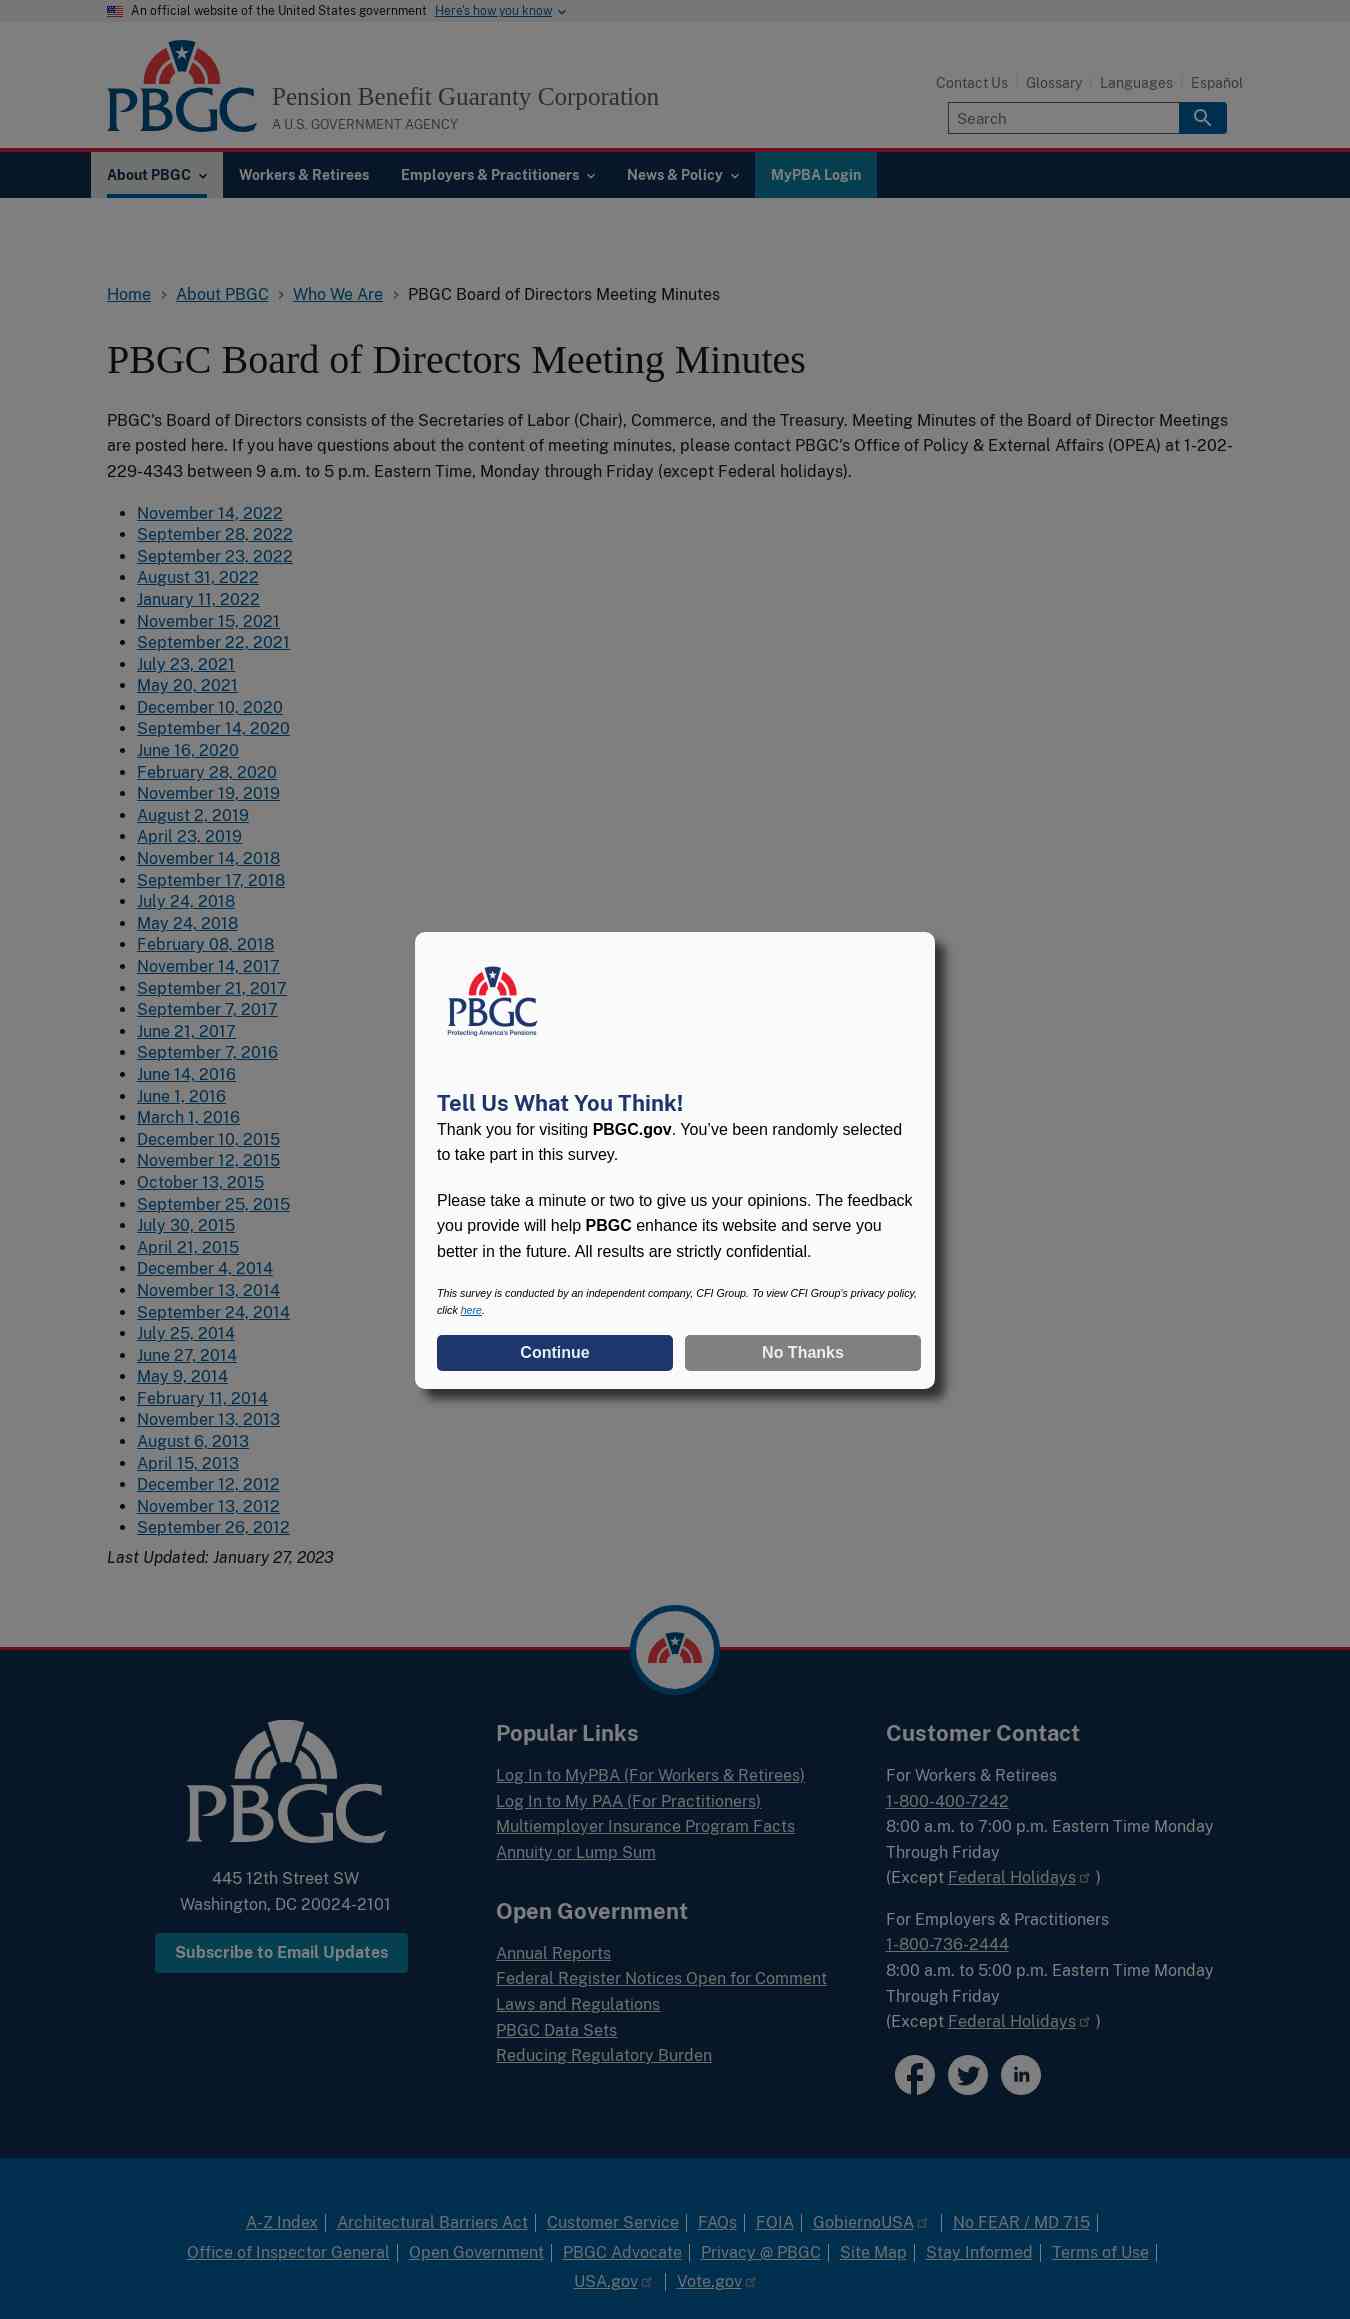 An official website of the United States government Here's how you know
PBGC
Pension Benefit Guaranty Corporation
A U.S. GOVERNMENT AGENCY
Contact Us Glossary Languages Español
Search
About PBGC Workers & Retirees Employers & Practitioners News & Policy MyPBA Login
Home About PBGC Who We Are PBGC Board of Directors Meeting Minutes
PBGC Board of Directors Meeting Minutes
PBGC's Board of Directors consists of the Secretaries of Labor (Chair), Commerce, and the Treasury. Meeting Minutes of the Board of Director Meetings
are posted here. If you have questions about the content of meeting minutes, please contact PBGC's Office of Policy & External Affairs (OPEA) at 1-202-
229-4343 between 9 a.m. to 5 p.m. Eastern Time, Monday through Friday (except Federal holidays).
November 14, 2022
September 28, 2022
September 23, 2022
August 31, 2022
January 11, 2022
November 15, 2021
September 22, 2021
July 23, 2021
May 20, 2021
December 10, 2020
September 14, 2020
June 16, 2020
February 28, 2020
November 19, 2019
August 2, 2019
April 23, 2019
November 14, 2018
September 17, 2018
July 24, 2018
May 24, 2018
February 08, 2018
November 14, 2017
September 21, 2017
September 7, 2017
June 21, 2017
September 7, 2016
June 14, 2016
June 1, 2016
March 1, 2016
December 10, 2015
November 12, 2015
October 13, 2015
September 25, 2015
July 30, 2015
April 21, 2015
December 4, 2014
November 13, 2014
September 24, 2014
July 25, 2014
June 27, 2014
May 9, 2014
February 11, 2014
November 13, 2013
August 6, 2013
April 15, 2013
December 12, 2012
November 13, 2012
September 26, 2012
Last Updated: January 27, 2023
PBGC
Protecting America's Pensions
Tell Us What You Think!
Thank you for visiting PBGC.gov. You've been randomly selected
to take part in this survey.
Please take a minute or two to give us your opinions. The feedback
you provide will help PBGC enhance its website and serve you
better in the future. All results are strictly confidential.
This survey is conducted by an independent company, CFI Group. To view CFI Group's privacy policy,
click here.
Continue No Thanks
PBGC
445 12th Street SW
Washington, DC 20024-2101
Subscribe to Email Updates
Popular Links
Log In to MyPBA (For Workers & Retirees)
Log In to My PAA (For Practitioners)
Multiemployer Insurance Program Facts
Annuity or Lump Sum
Open Government
Annual Reports
Federal Register Notices Open for Comment
Laws and Regulations
PBGC Data Sets
Reducing Regulatory Burden
Customer Contact
For Workers & Retirees
1-800-400-7242
8:00 a.m. to 7:00 p.m. Eastern Time Monday
Through Friday
(Except Federal Holidays )
For Employers & Practitioners
1-800-736-2444
8:00 a.m. to 5:00 p.m. Eastern Time Monday
Through Friday
(Except Federal Holidays )
in
A-Z Index Architectural Barriers Act Customer Service FAQs FOIA GobiernoUSA No FEAR / MD 715
Office of Inspector General Open Government PBGC Advocate Privacy @ PBGC Site Map Stay Informed Terms of Use
USA.gov Vote.gov